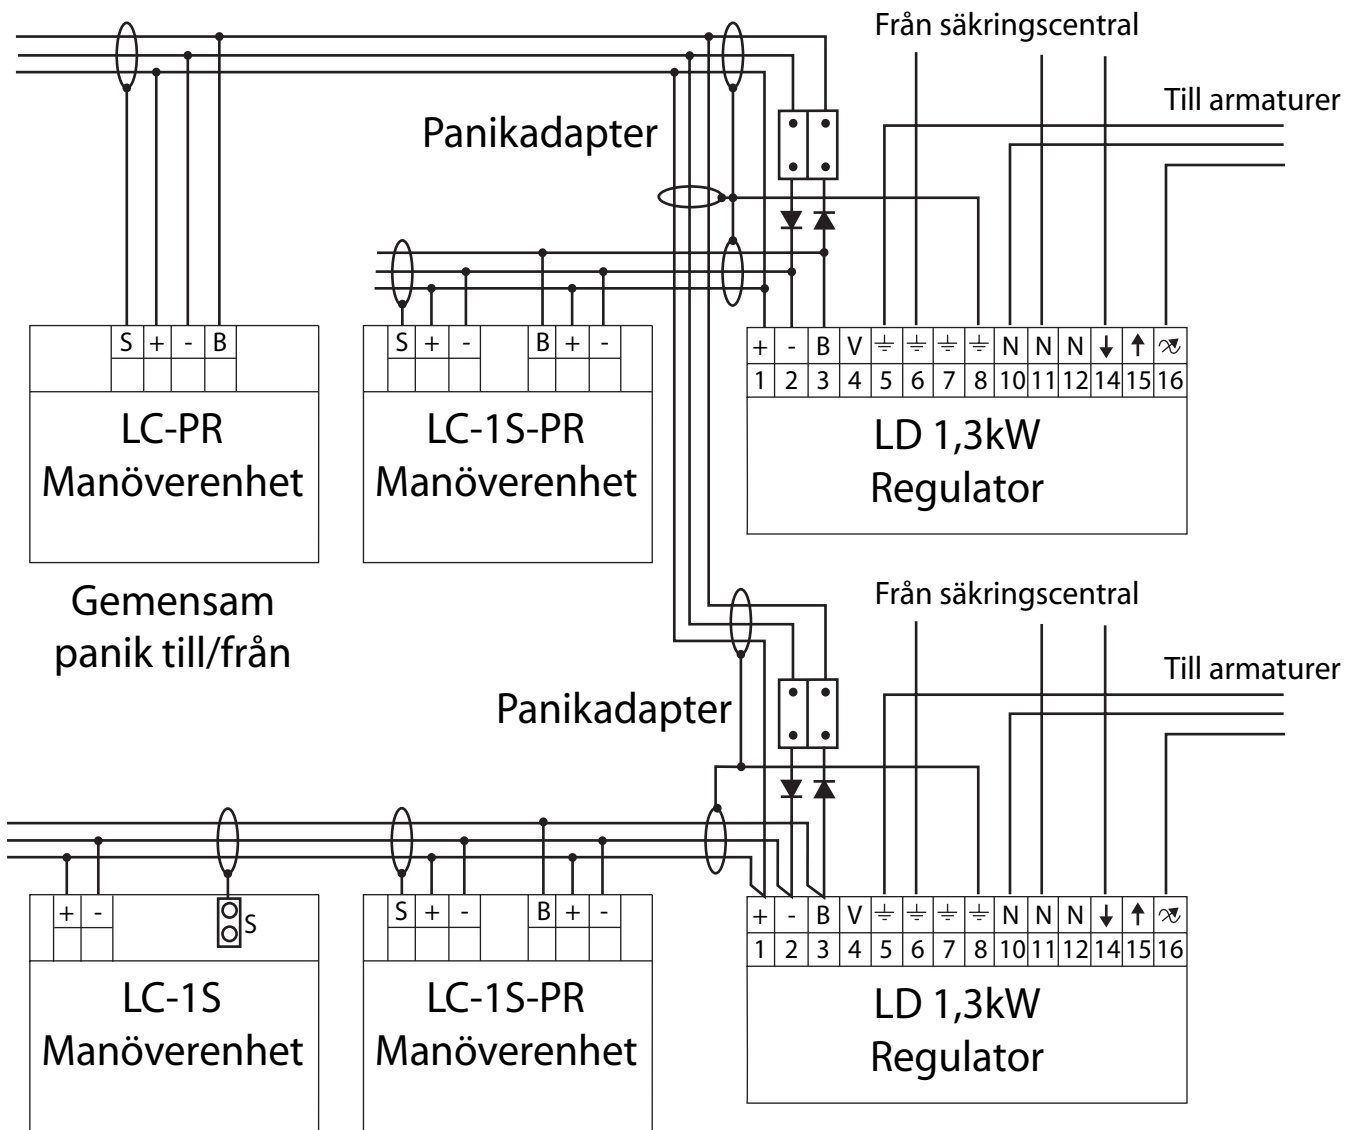 Från säkringscentral
Till armaturer
Panikadapter
S + - B
LC-PR
Manöverenhet
Gemensam
panik till/från
S + - B + -
LC-1S-PR
Manöverenhet
+ - B V ⏚ ⏚ ⏚ ⏚ N N N ↓ ↑
1 2 3 4 5 6 7 8 10 11 12 14 15 16
LD 1,3kW
Regulator
Från säkringscentral
Till armaturer
Panikadapter
+ - S
LC-1S
Manöverenhet
S + - B + -
LC-1S-PR
Manöverenhet
+ - B V ⏚ ⏚ ⏚ ⏚ N N N ↓ ↑
1 2 3 4 5 6 7 8 10 11 12 14 15 16
LD 1,3kW
Regulator